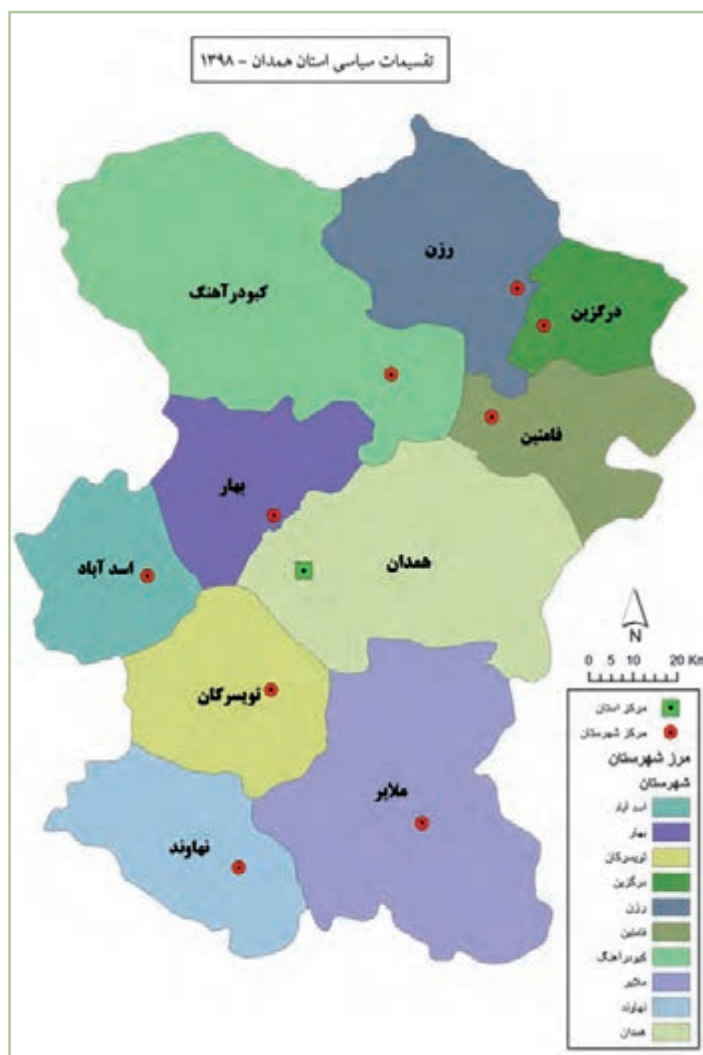 تقسیمات سیاسی استان همدان - ۱۳۹۸
رزن
کبودرآهنگ
درگزین
فامنین
بهار
همدان
اسد آباد
تویسرکان
ملایر
نهاوند
N
0 5 10 20 Km
مرکز استان
مرکز شهرستان
مرز شهرستان
شهرستان
اسد آباد
بهار
تویسرکان
درگزین
رزن
فامنین
کبودرآهنگ
ملایر
نهاوند
همدان